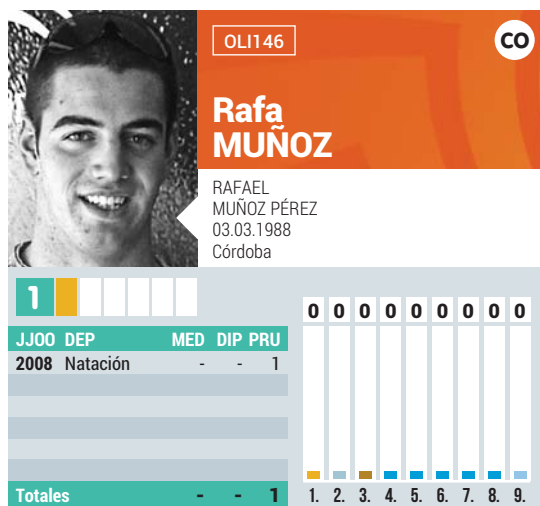 OLI146
CO
Rafa
MUÑOZ
RAFAEL
MUÑOZ PÉREZ
03.03.1988
Córdoba
1
JJOO DEP MED DIP PRU
2008 Natación - - 1
Totales - - 1
0 0 0 0 0 0 0 0 0
1. 2. 3. 4. 5. 6. 7. 8. 9.